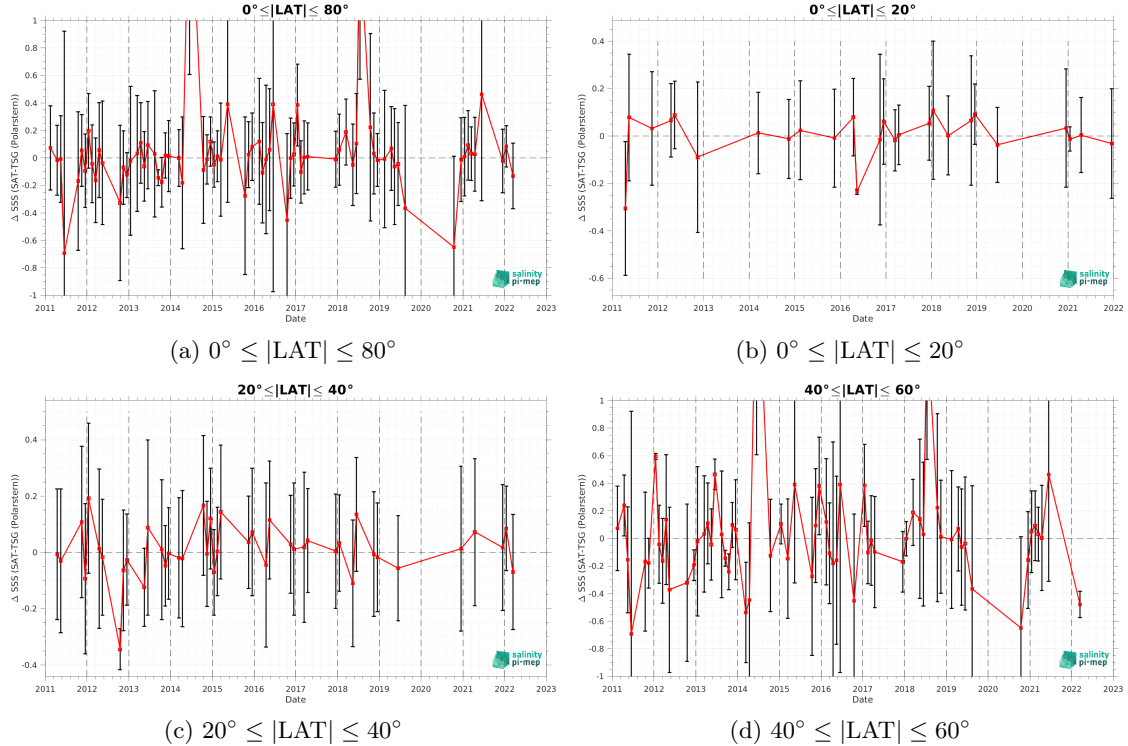 0°≤|LAT|≤ 80°
Δ SSS (SAT-TSG (Polarstern))
1
0.8
0.6
0.4
0.2
0
-0.2
-0.4
-0.6
-0.8
-1
2011 2012 2013 2014 2015 2016 2017 2018 2019 2020 2021 2022 2023
Date
salinity
pi-mep
(a) 0° ≤ |LAT| ≤ 80°
0°≤|LAT|≤ 20°
Δ SSS (SAT-TSG (Polarstern))
0.4
0.2
0
-0.2
-0.4
-0.6
2011 2012 2013 2014 2015 2016 2017 2018 2019 2020 2021 2022
Date
salinity
pi-mep
(b) 0° ≤ |LAT| ≤ 20°
20°≤|LAT|≤ 40°
Δ SSS (SAT-TSG (Polarstern))
0.4
0.2
0
-0.2
-0.4
2011 2012 2013 2014 2015 2016 2017 2018 2019 2020 2021 2022 2023
Date
salinity
pi-mep
(c) 20° ≤ |LAT| ≤ 40°
40°≤|LAT|≤ 60°
Δ SSS (SAT-TSG (Polarstern))
1
0.8
0.6
0.4
0.2
0
-0.2
-0.4
-0.6
-0.8
-1
2011 2012 2013 2014 2015 2016 2017 2018 2019 2020 2021 2022 2023
Date
salinity
pi-mep
(d) 40° ≤ |LAT| ≤ 60°